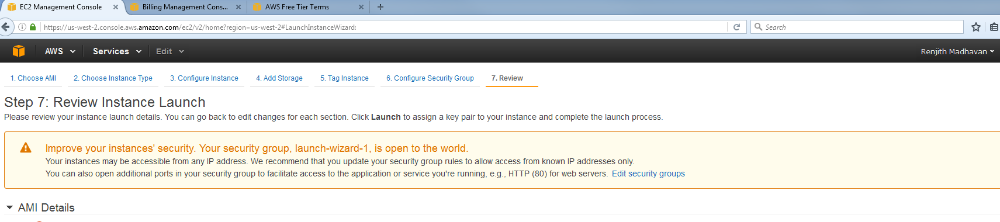 EC2 Management Console
Billing Management Cons...
AWS Free Tier Terms
https://us-west-2.console.aws.amazon.com/ec2/v2/home?region=us-west-2#LaunchInstanceWizard:
Search
AWS Services Edit Renjith Madhavan
1. Choose AMI 2. Choose Instance Type 3. Configure Instance 4. Add Storage 5. Tag Instance 6. Configure Security Group 7. Review
Step 7: Review Instance Launch
Please review your instance launch details. You can go back to edit changes for each section. Click Launch to assign a key pair to your instance and complete the launch process.
Improve your instances' security. Your security group, launch-wizard-1, is open to the world.
Your instances may be accessible from any IP address. We recommend that you update your security group rules to allow access from known IP addresses only.
You can also open additional ports in your security group to facilitate access to the application or service you're running, e.g., HTTP (80) for web servers. Edit security groups
AMI Details